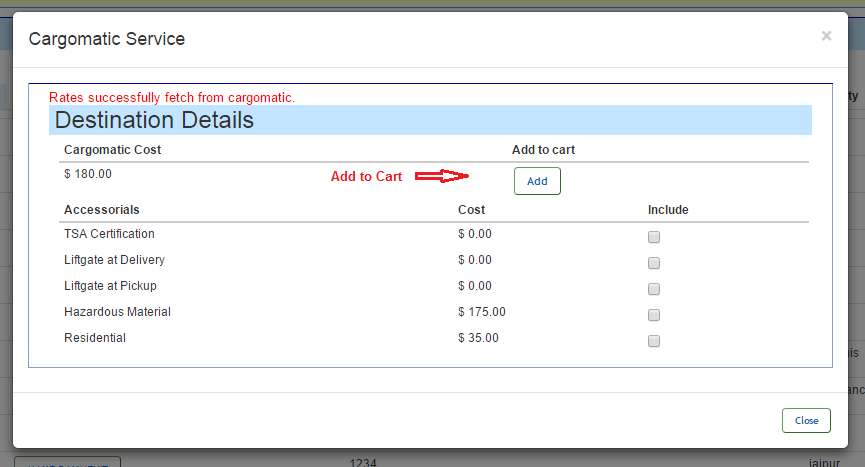 Cargomatic Service
×
ty
Rates successfully fetch from cargomatic.
Destination Details
Cargomatic Cost Add to cart
$ 180.00 Add to Cart Add
Accessorials Cost Include
TSA Certification $ 0.00
Liftgate at Delivery $ 0.00
Liftgate at Pickup $ 0.00
Hazardous Material $ 175.00
Residential $ 35.00
Close
1234 jaipur